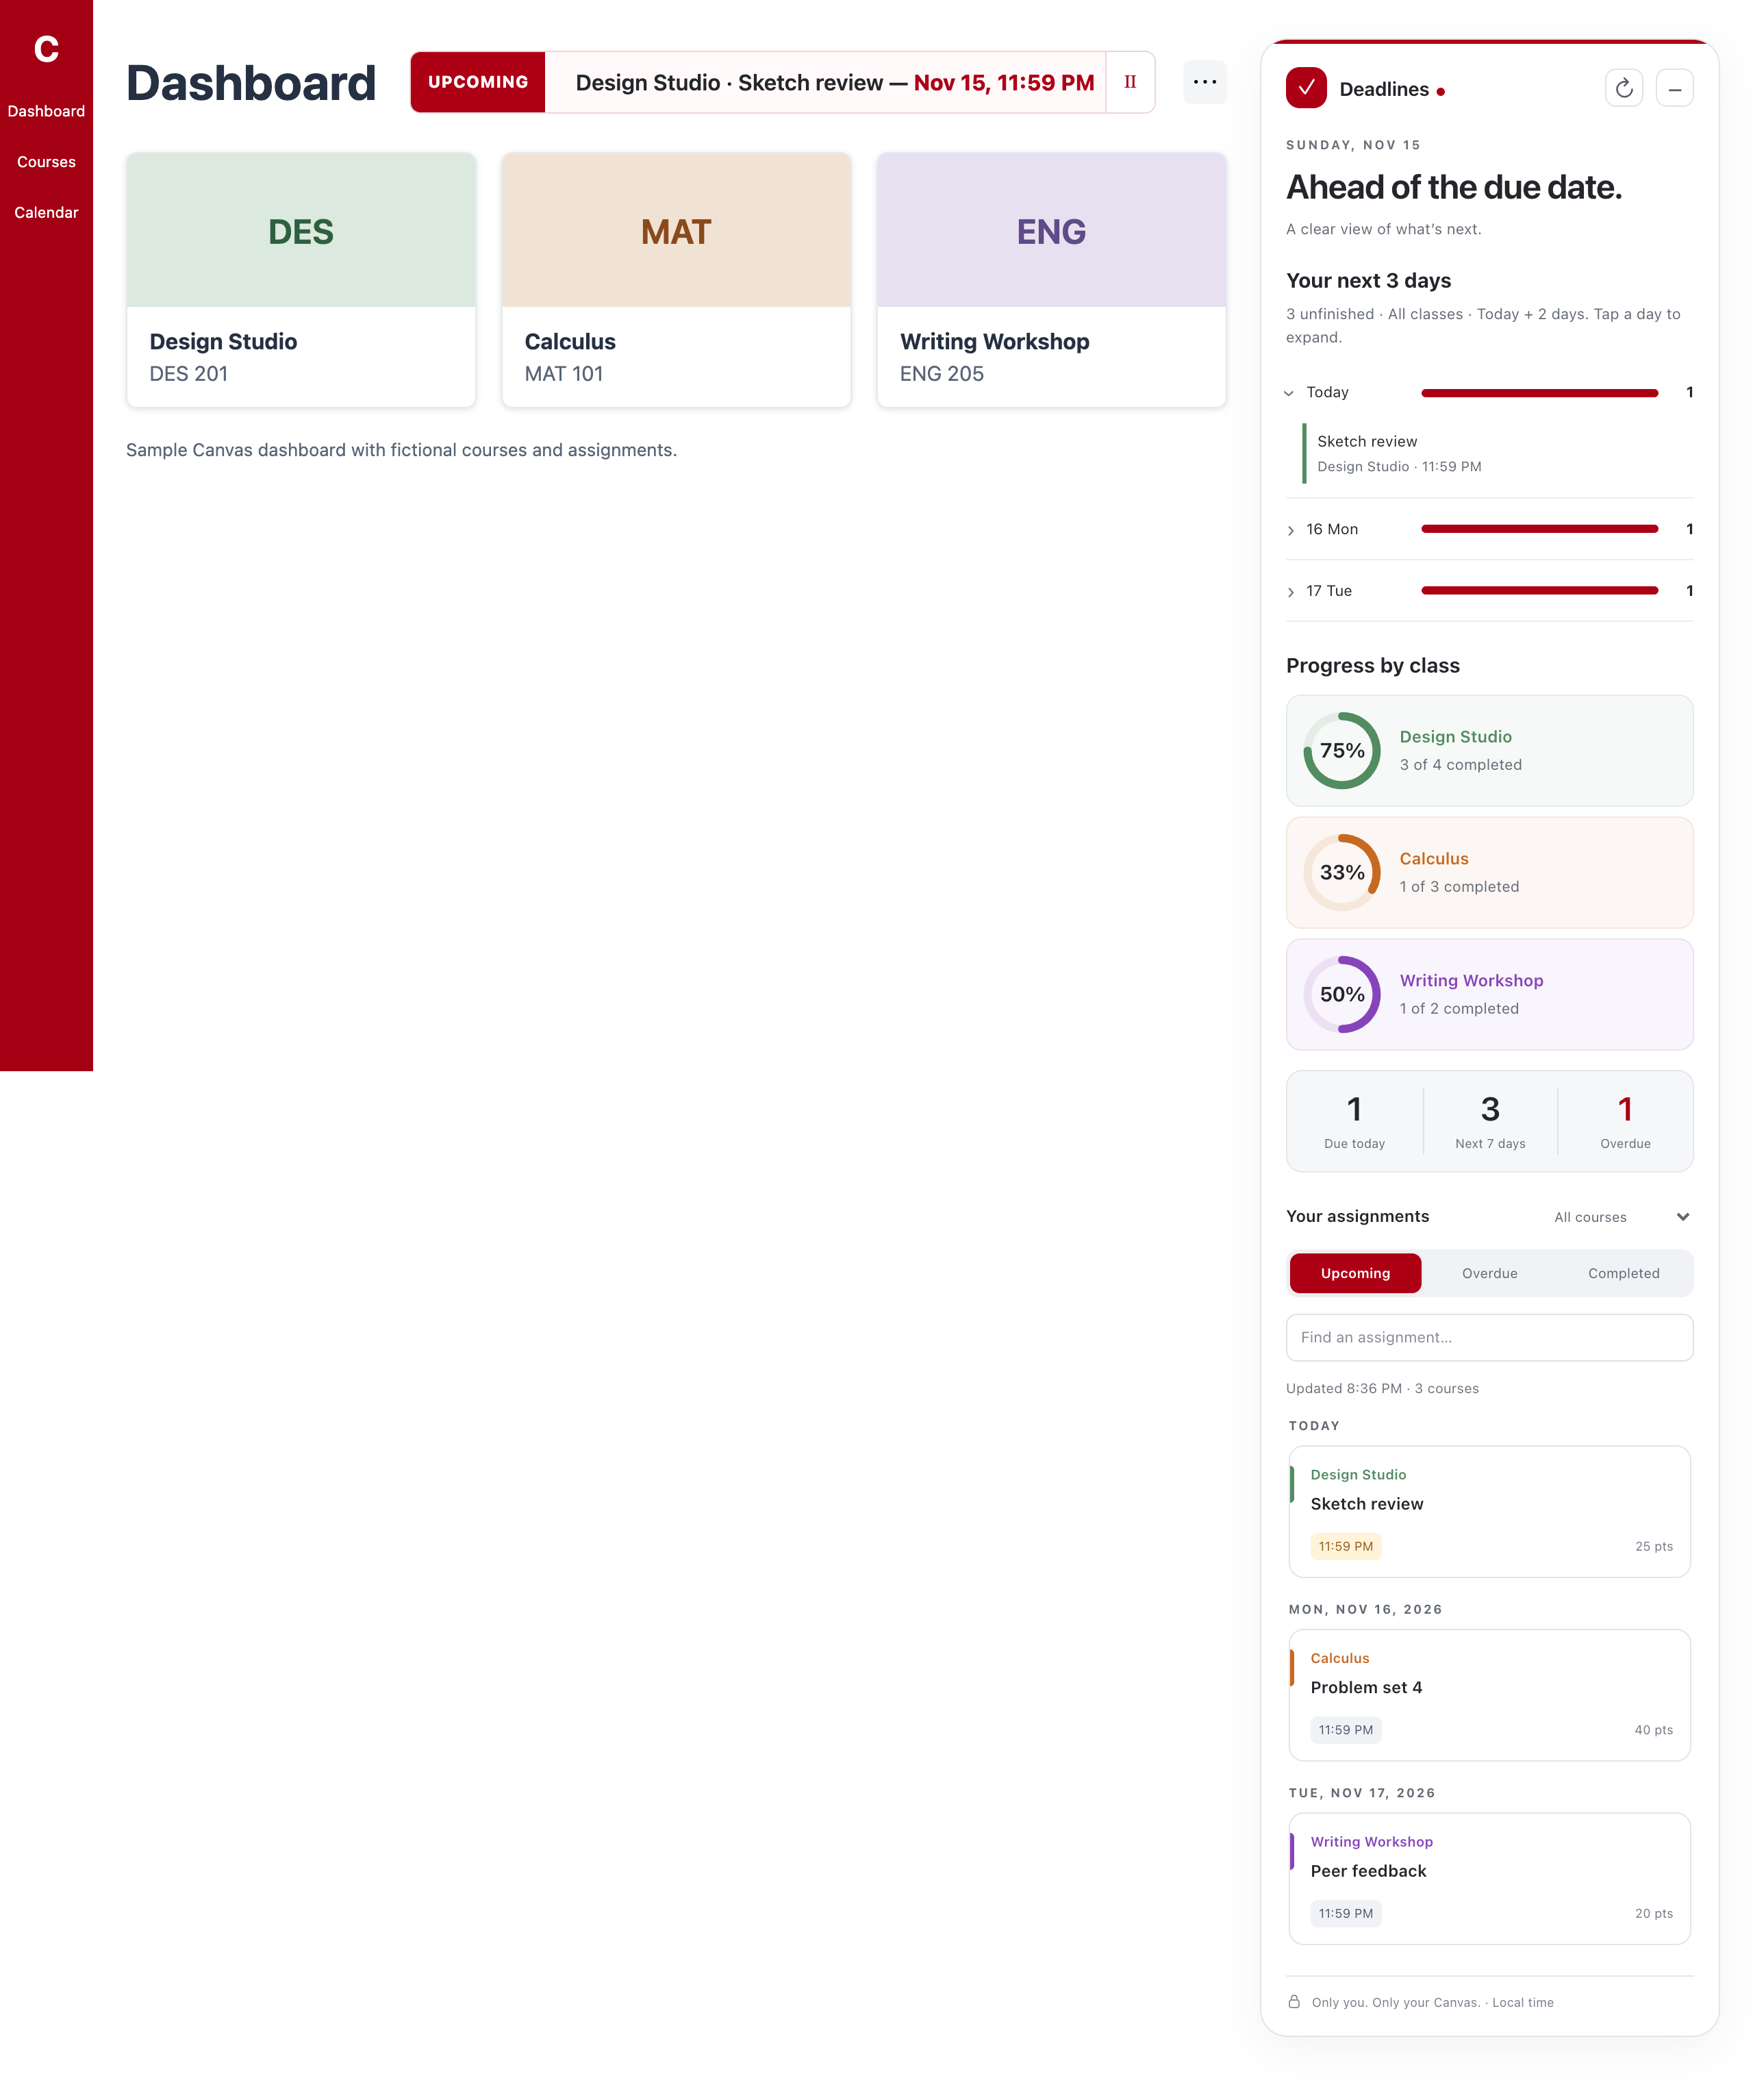 C
Dashboard
Courses
Calendar
Dashboard
UPCOMING
Design Studio · Sketch review — Nov 15, 11:59 PM
DES
Design Studio
DES 201
MAT
Calculus
MAT 101
ENG
Writing Workshop
ENG 205
Sample Canvas dashboard with fictional courses and assignments.
Deadlines
SUNDAY, NOV 15
Ahead of the due date.
A clear view of what’s next.
Your next 3 days
3 unfinished · All classes · Today + 2 days. Tap a day to
expand.
Today 1
Sketch review
Design Studio · 11:59 PM
16 Mon 1
17 Tue 1
Progress by class
75%
Design Studio
3 of 4 completed
33%
Calculus
1 of 3 completed
50%
Writing Workshop
1 of 2 completed
1 3 1
Due today Next 7 days Overdue
Your assignments All courses
Upcoming Overdue Completed
Find an assignment...
Updated 8:36 PM · 3 courses
TODAY
Design Studio
Sketch review
11:59 PM 25 pts
MON, NOV 16, 2026
Calculus
Problem set 4
11:59 PM 40 pts
TUE, NOV 17, 2026
Writing Workshop
Peer feedback
11:59 PM 20 pts
Only you. Only your Canvas. · Local time